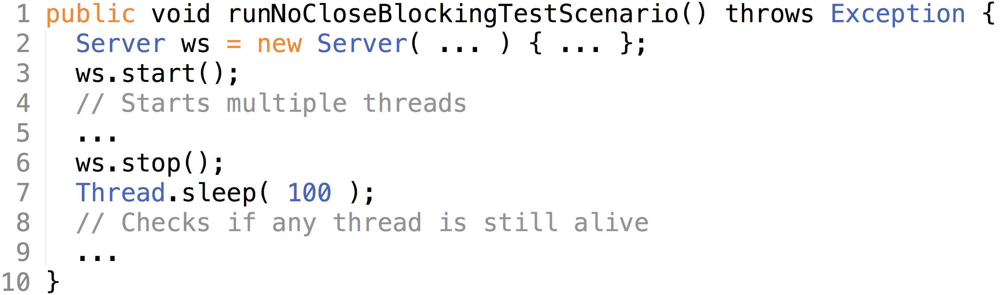 1 public void runNoCloseBlockingTestScenario() throws Exception {
2   Server ws = new Server( ... ) { ... };
3   ws.start();
4   // Starts multiple threads
5   ...
6   ws.stop();
7   Thread.sleep( 100 );
8   // Checks if any thread is still alive
9   ...
10 }